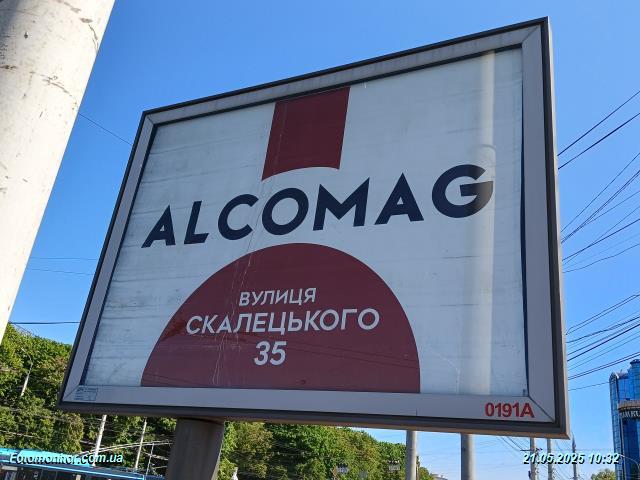 ALCOMAG
ВУЛИЦЯ
СКАЛЕЦЬКОГО
35
0191A
Fotomonitor.com.ua
21.05.2025 10:32